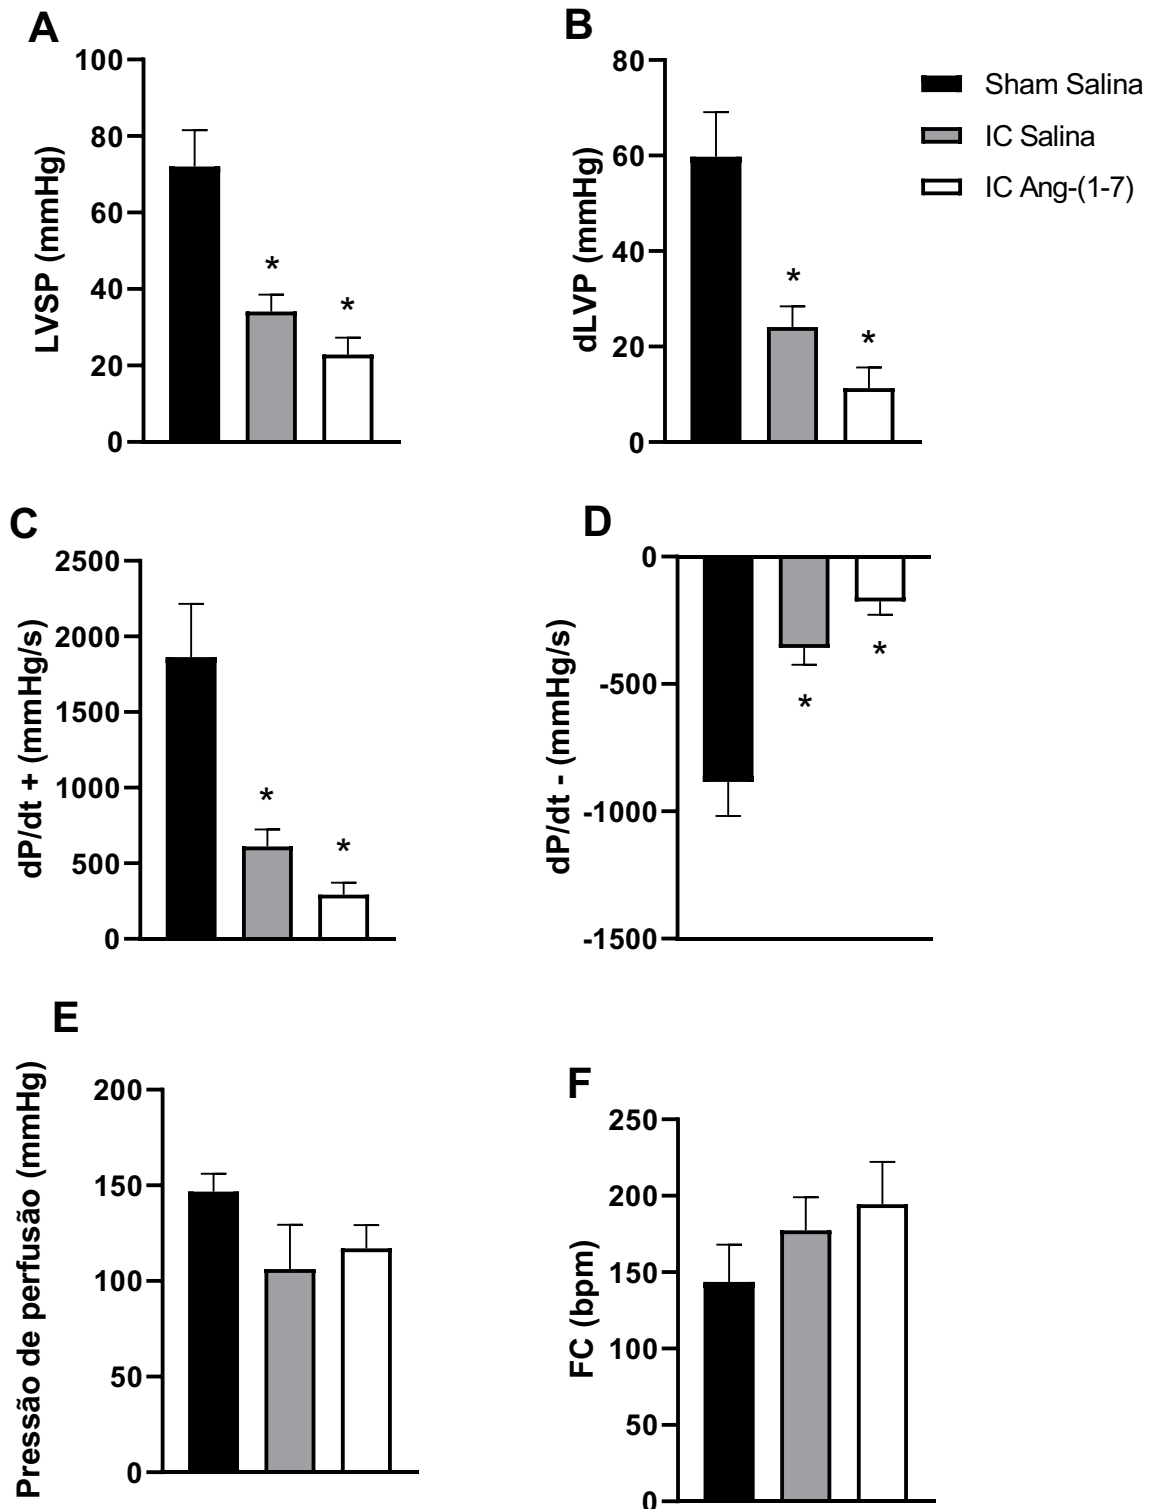 A
LVSP (mmHg)
100
80
60
40
20
0
*
*
B
dLVP (mmHg)
80
60
40
20
0
*
*
Sham Salina
IC Salina
IC Ang-(1-7)
C
dP/dt + (mmHg/s)
2500
2000
1500
1000
500
0
*
*
D
dP/dt - (mmHg/s)
0
-500
-1000
-1500
*
*
E
Pressão de perfusão (mmHg)
200
150
100
50
0
F
FC (bpm)
250
200
150
100
50
0